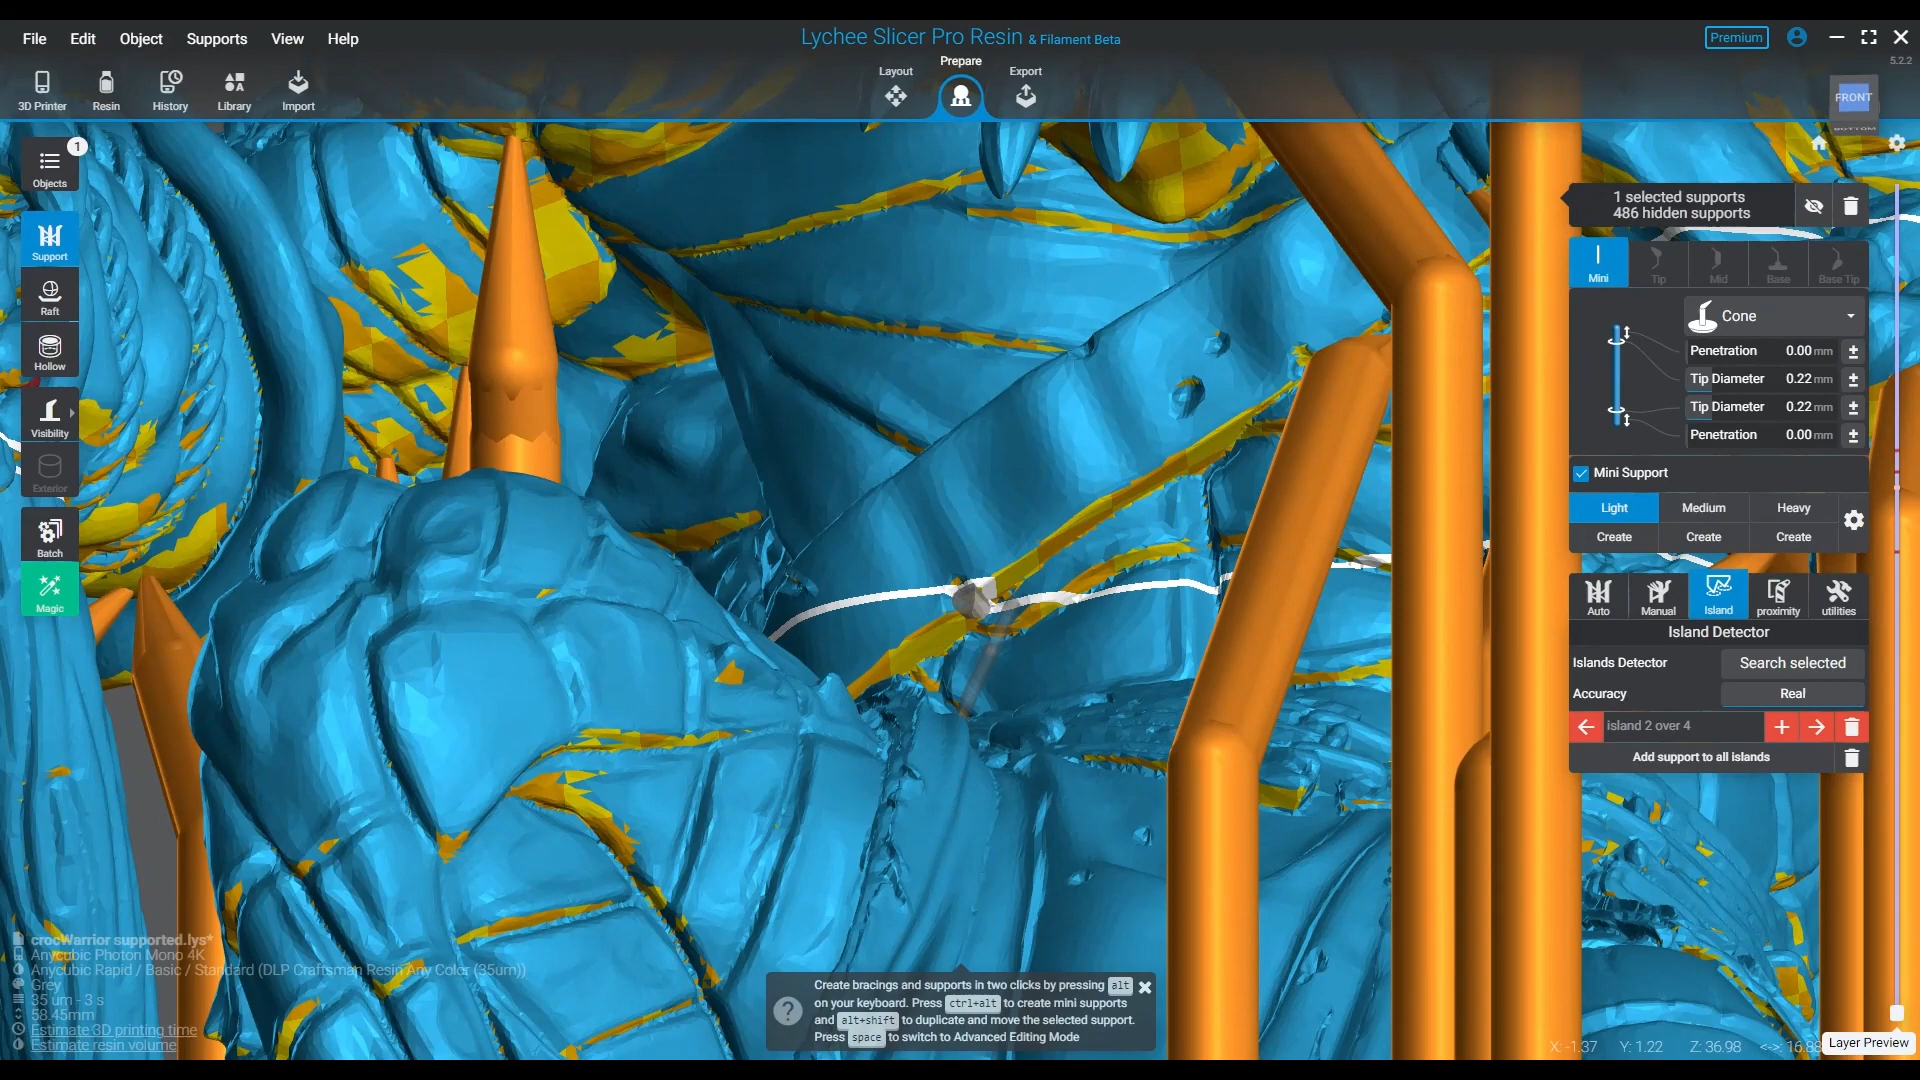 File Edit Object Supports View Help
Lychee Slicer Pro Resin & Filament Beta
Premium
5.2.2
3D Printer Resin History Library Import
Layout Prepare Export
FRONT
BOTTOM
1
Objects
Support
Raft
Hollow
Visibility
Exterior
Batch
Magic
1 selected supports
486 hidden supports
Mini Tip Mid Base Base Tip
Cone
Penetration 0.00 mm
Tip Diameter 0.22 mm
Tip Diameter 0.22 mm
Penetration 0.00 mm
Mini Support
Light Medium Heavy
Create Create Create
Auto Manual Island proximity utilities
Island Detector
Islands Detector Search selected
Accuracy Real
island 2 over 4
Add support to all islands
crocWarrior supported.lys*
Anycubic Photon Mono 4K
Anycubic Rapid / Basic / Standard (DLP Craftsman Resin Any Color (35um))
Grey
35 um - 3 s
58.45mm
Estimate 3D printing time
Estimate resin volume
Create bracings and supports in two clicks by pressing alt
on your keyboard. Press ctrl+alt to create mini supports
and alt+shift to duplicate and move the selected support.
Press space to switch to Advanced Editing Mode
X: -1.37 Y: 1.22 Z: 36.98 <-->: 16.88
Layer Preview